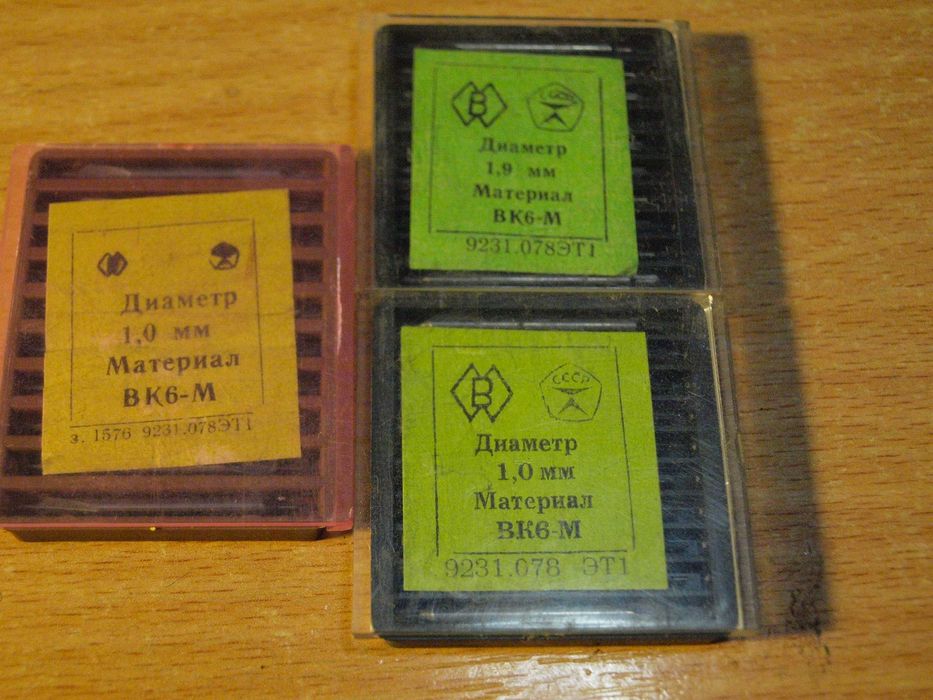 Диаметр
1,0 мм
Материал
ВК6-М
з. 1576 9231.078ЭТ1
В
Диаметр
1,9 мм
Материал
ВК6-М
9231.078ЭТ1
В
СССР
Диаметр
1,0 мм
Материал
ВК6-М
9231.078 ЭТ1